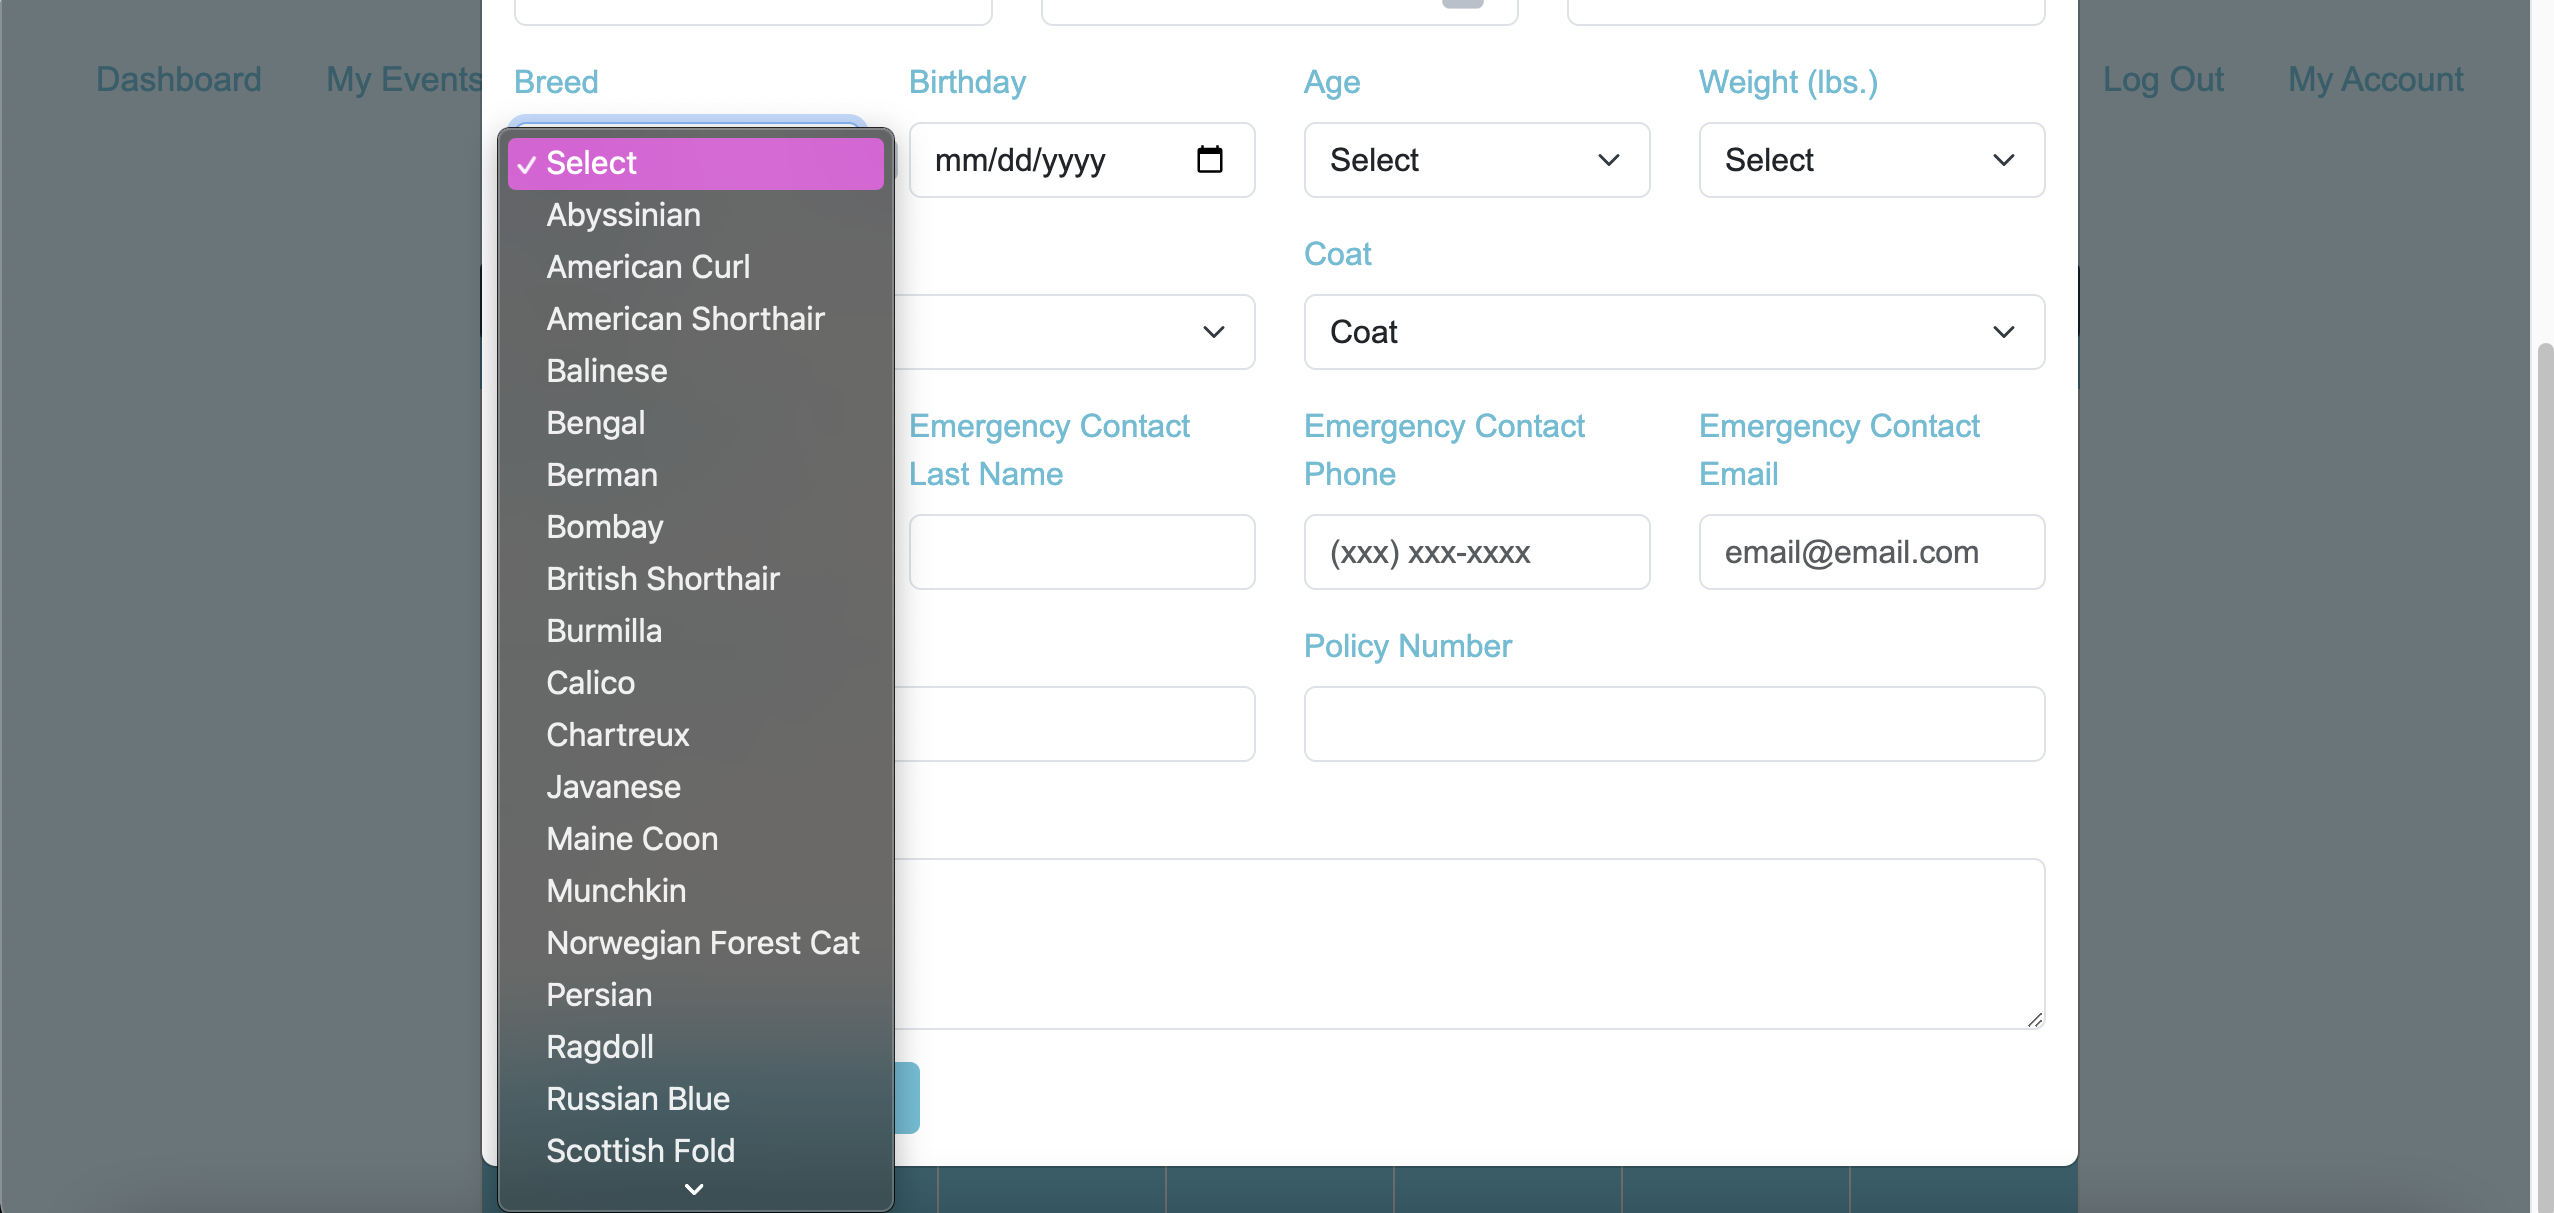 Dashboard
My Events
Log Out
My Account
Breed
Birthday
Age
Weight (lbs.)
✓ Select
Abyssinian
American Curl
American Shorthair
Balinese
Bengal
Berman
Bombay
British Shorthair
Burmilla
Calico
Chartreux
Javanese
Maine Coon
Munchkin
Norwegian Forest Cat
Persian
Ragdoll
Russian Blue
Scottish Fold
mm/dd/yyyy
Select
Select
Coat
Coat
Emergency Contact
Last Name
Emergency Contact
Phone
Emergency Contact
Email
(xxx) xxx-xxxx
email@email.com
Policy Number